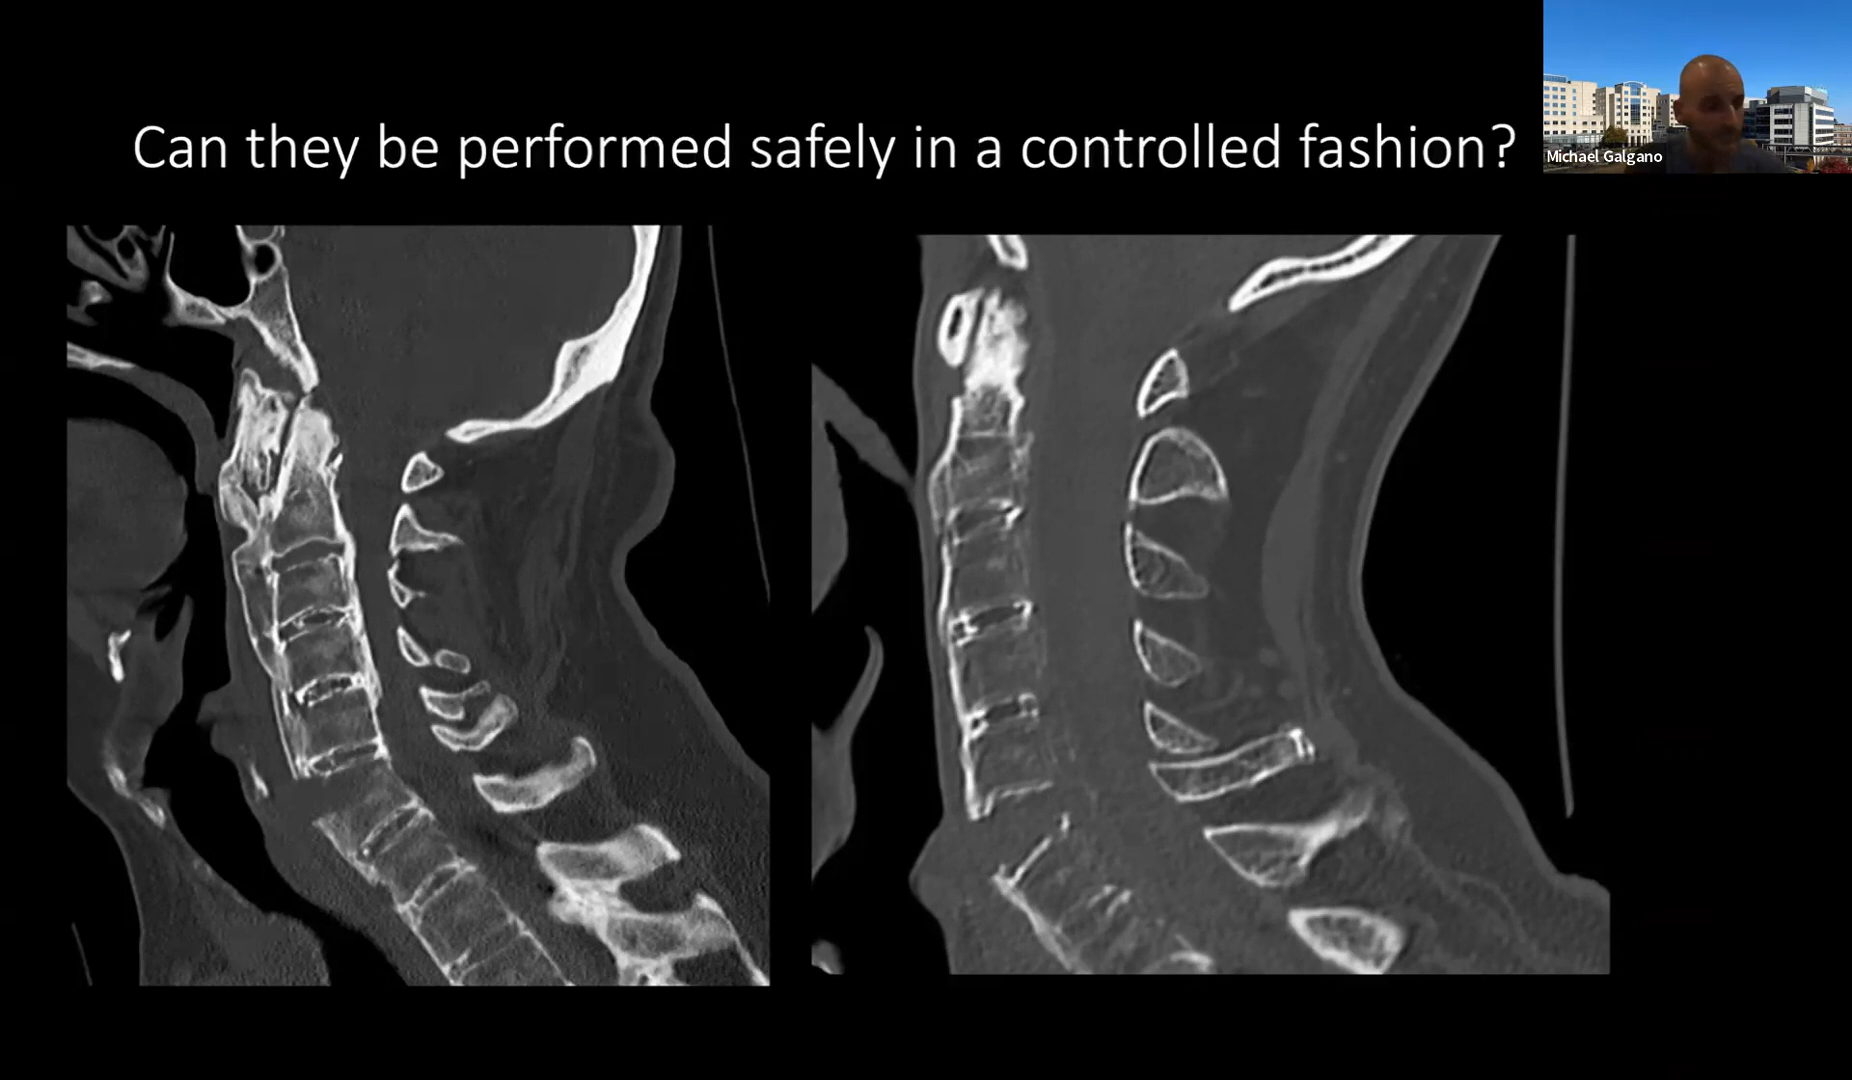 Can they be performed safely in a controlled fashion?
Michael Galgano